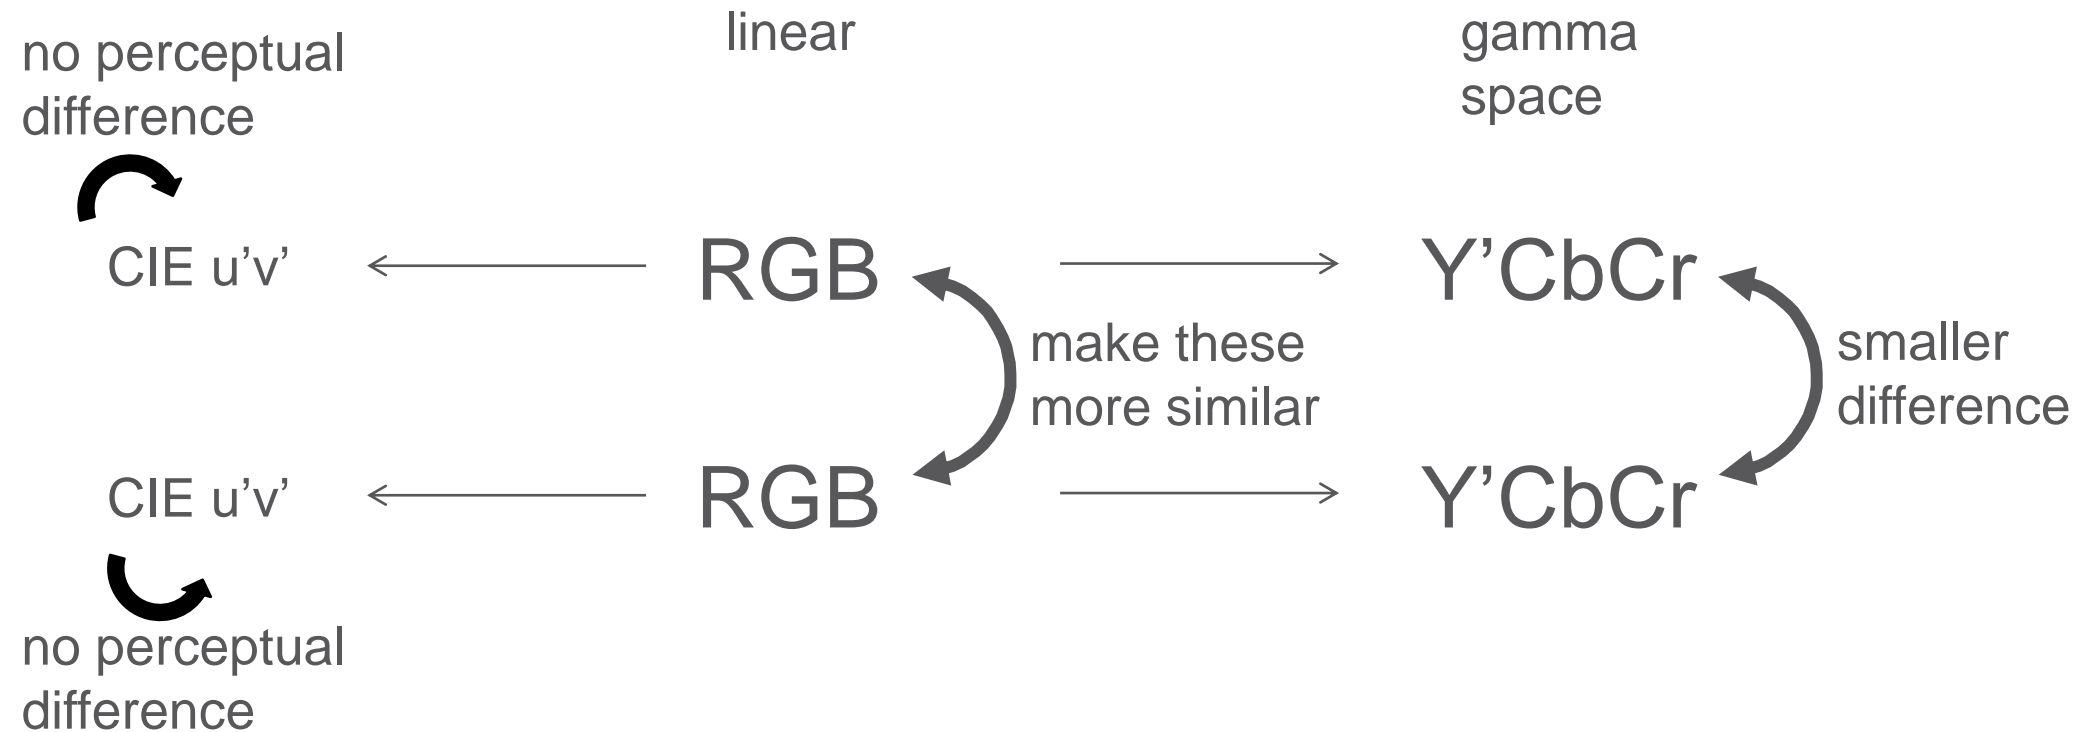 linear
gamma
space
no perceptual
difference
CIE u’v’
RGB
Y’CbCr
make these
more similar
smaller
difference
CIE u’v’
RGB
Y’CbCr
no perceptual
difference